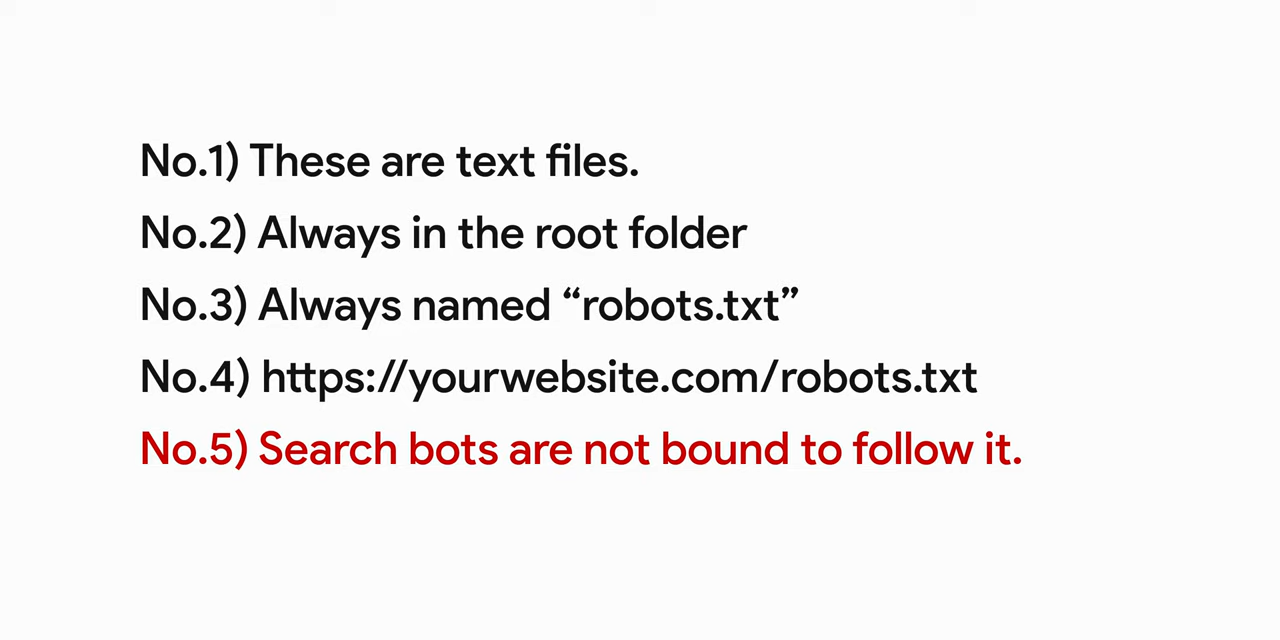 No.1) These are text files.
No.2) Always in the root folder
No.3) Always named “robots.txt”
No.4) https://yourwebsite.com/robots.txt
No.5) Search bots are not bound to follow it.